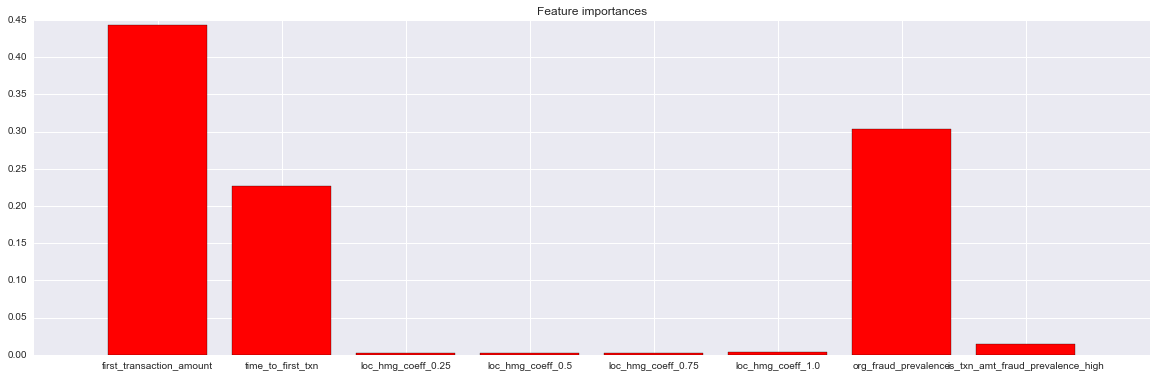 Feature importances
0.45
0.40
0.35
0.30
0.25
0.20
0.15
0.10
0.05
0.00
first_transaction_amount
time_to_first_txn
loc_hmg_coeff_0.25
loc_hmg_coeff_0.5
loc_hmg_coeff_0.75
loc_hmg_coeff_1.0
org_fraud_prevalence
is_txn_amt_fraud_prevalence_high